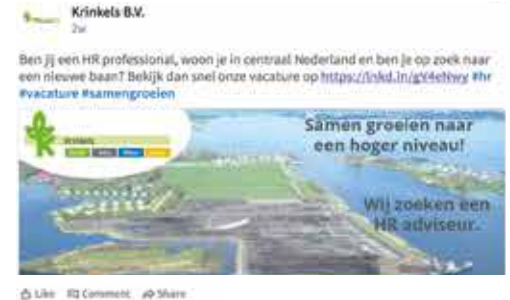 Krinkels B.V.
2w
Ben jij een HR professional, woon je in centraal Nederland en ben je op zoek naar
een nieuwe baan? Bekijk dan snel onze vacature op https://lnkd.in/gV4eNwy #hr
#vacature #samengroeien
Samen groeien naar
een hoger niveau!
KRINKELS
Wij zoeken een
HR adviseur.
Like Comment Share